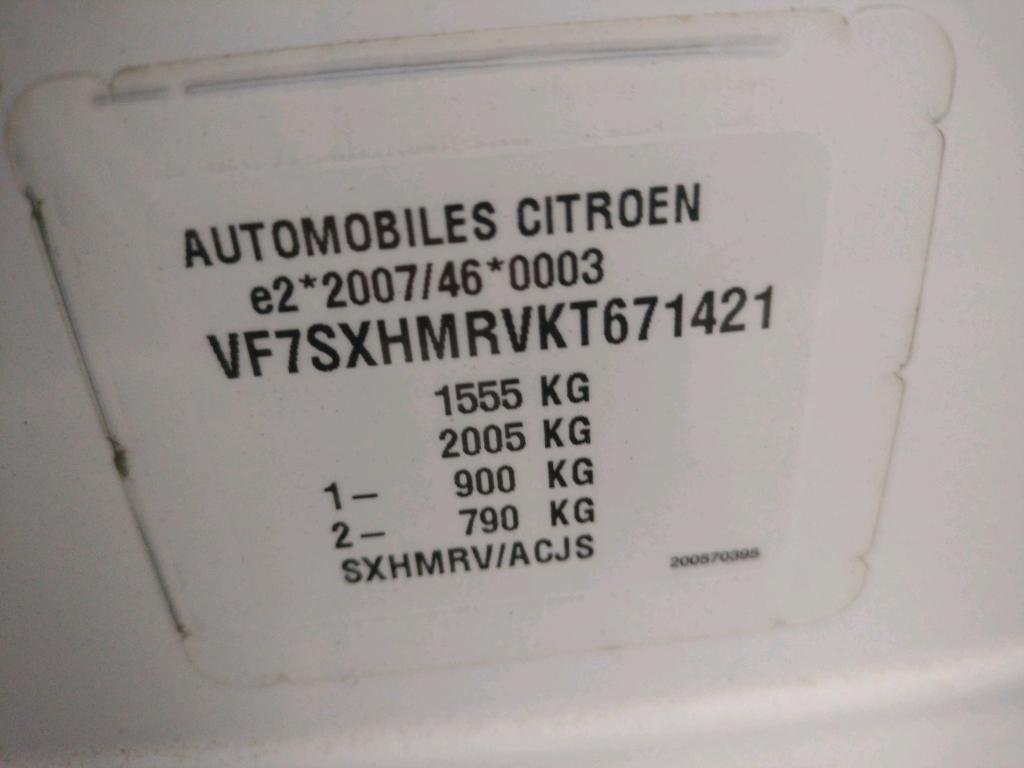 AUTOMOBILES CITROEN
e2*2007/46*0003
VF7SXHMRVKT671421
1555 KG
2005 KG
1- 900 KG
2- 790 KG
SXHMRV/ACJS
200570395